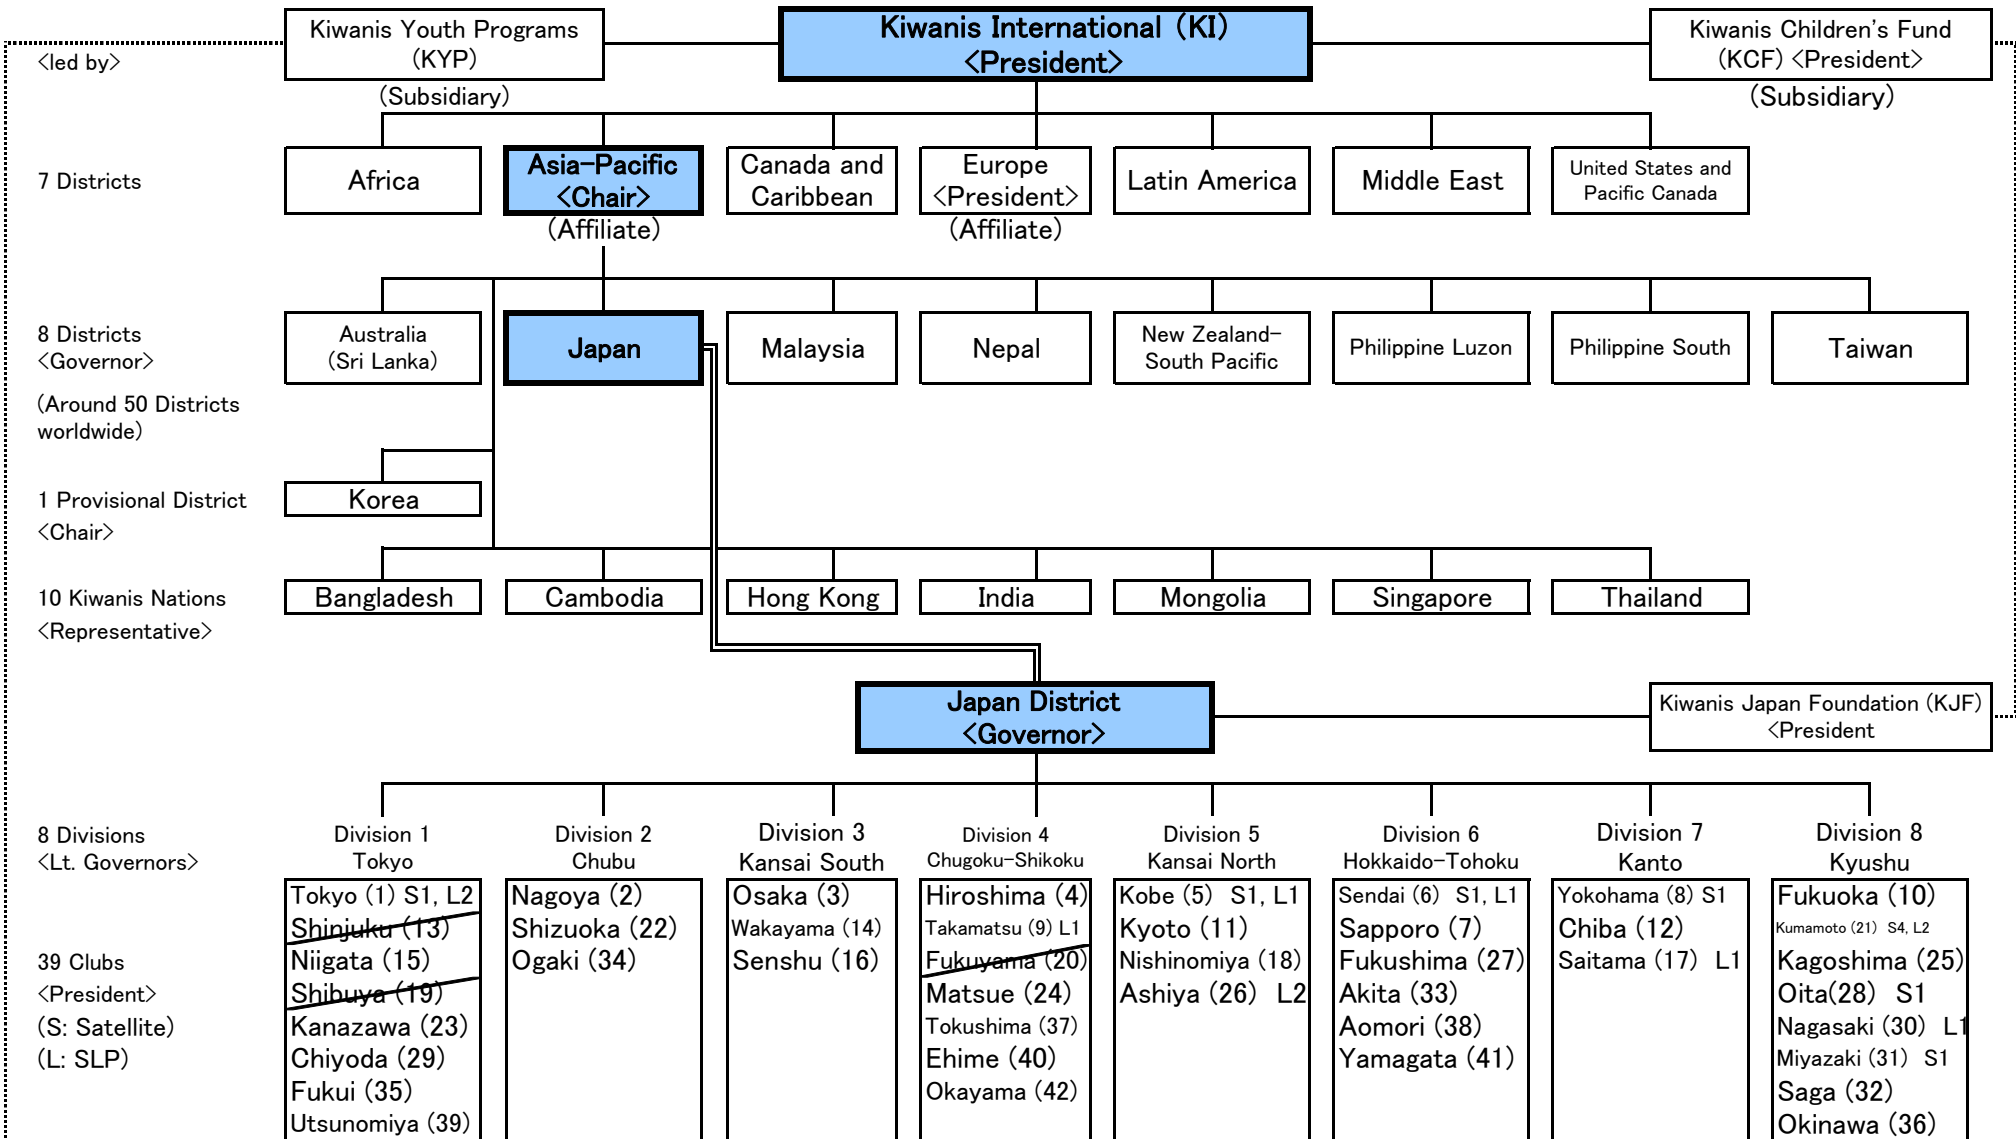 Kiwanis Youth Programs
(KYP)
Kiwanis International (KI)
<President>
Kiwanis Children's Fund
(KCF) <President>
<led by>
(Subsidiary)
(Subsidiary)
7 Districts
Africa
Asia-Pacific
<Chair>
Canada and
Caribbean
Europe
<President>
Latin America
Middle East
United States and
Pacific Canada
(Affiliate)
(Affiliate)
8 Districts
<Governor>
(Around 50 Districts
worldwide)
Australia
(Sri Lanka)
Japan
Malaysia
Nepal
New Zealand-
South Pacific
Philippine Luzon
Philippine South
Taiwan
1 Provisional District
<Chair>
Korea
10 Kiwanis Nations
<Representative>
Bangladesh
Cambodia
Hong Kong
India
Mongolia
Singapore
Thailand
Japan District
<Governor>
Kiwanis Japan Foundation (KJF)
<President
8 Divisions
<Lt. Governors>
Division 1
Tokyo
Division 2
Chubu
Division 3
Kansai South
Division 4
Chugoku-Shikoku
Division 5
Kansai North
Division 6
Hokkaido-Tohoku
Division 7
Kanto
Division 8
Kyushu
39 Clubs
<President>
(S: Satellite)
(L: SLP)
Tokyo (1) S1, L2
Shinjuku (13)
Niigata (15)
Shibuya (19)
Kanazawa (23)
Chiyoda (29)
Fukui (35)
Utsunomiya (39)
Nagoya (2)
Shizuoka (22)
Ogaki (34)
Osaka (3)
Wakayama (14)
Senshu (16)
Hiroshima (4)
Takamatsu (9) L1
Fukuyama (20)
Matsue (24)
Tokushima (37)
Ehime (40)
Okayama (42)
Kobe (5) S1, L1
Kyoto (11)
Nishinomiya (18)
Ashiya (26) L2
Sendai (6) S1, L1
Sapporo (7)
Fukushima (27)
Akita (33)
Aomori (38)
Yamagata (41)
Yokohama (8) S1
Chiba (12)
Saitama (17) L1
Fukuoka (10)
Kumamoto (21) S4, L2
Kagoshima (25)
Oita(28) S1
Nagasaki (30) L1
Miyazaki (31) S1
Saga (32)
Okinawa (36)